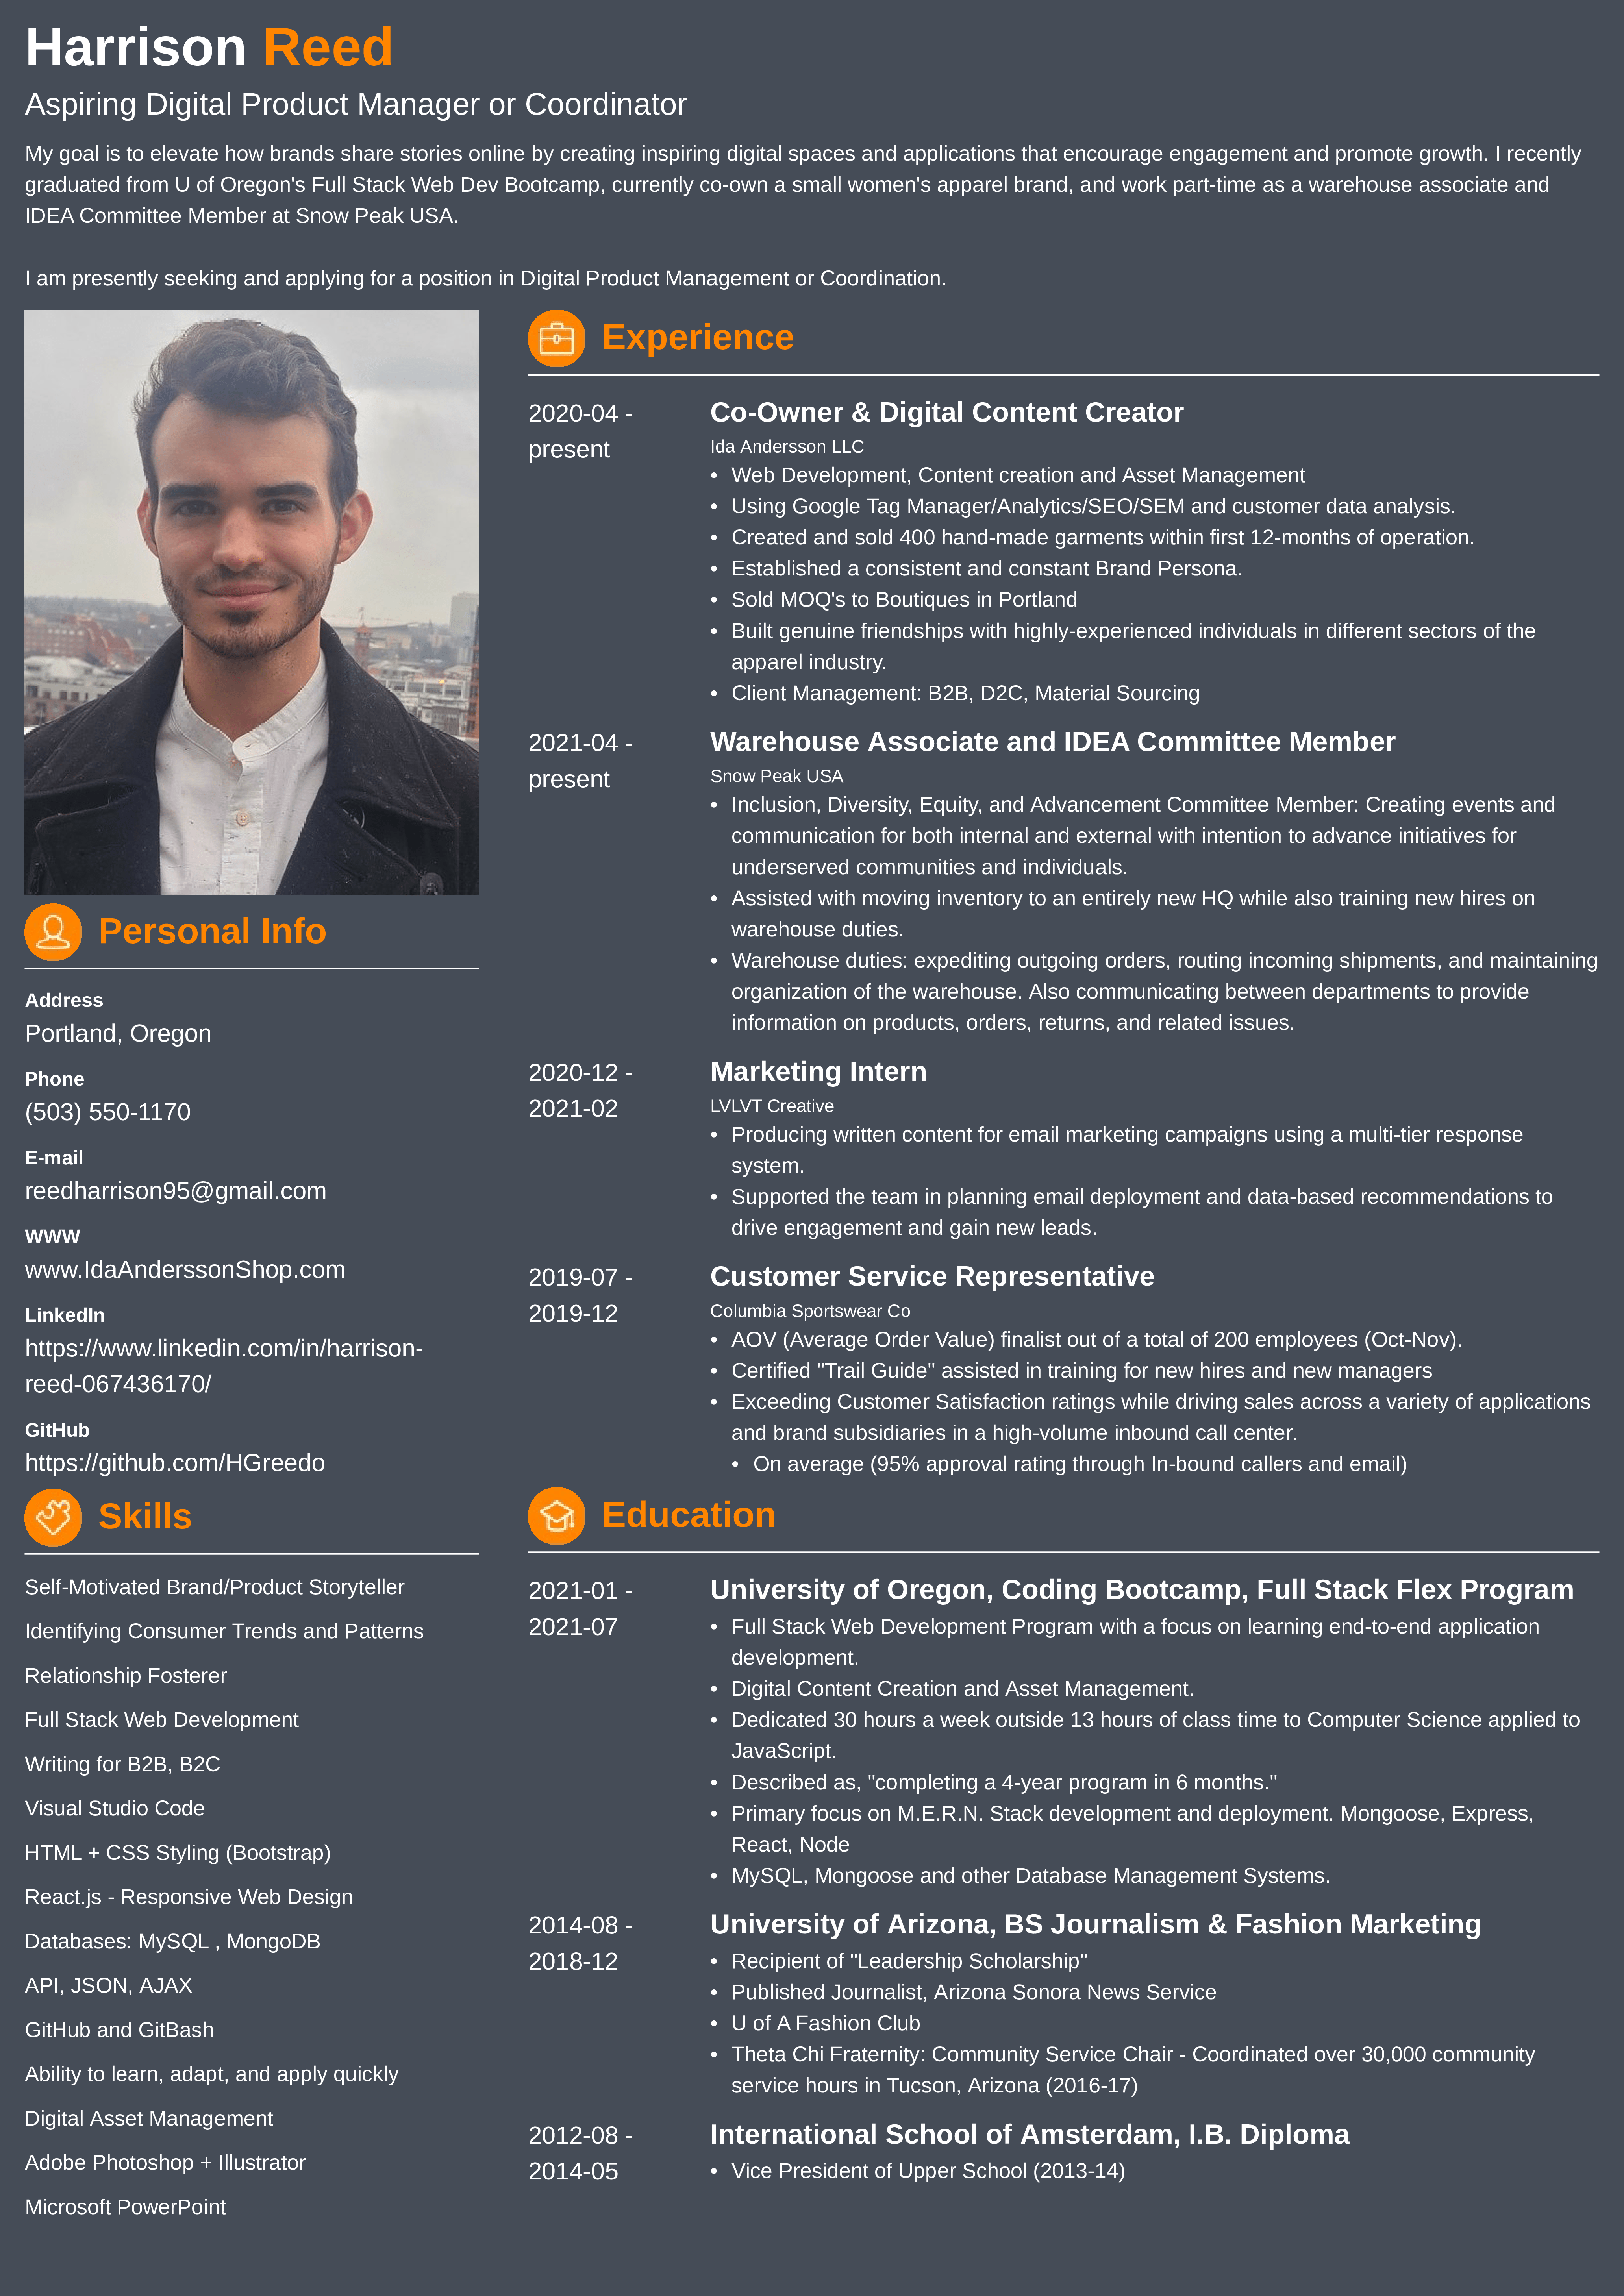 Harrison Reed
Aspiring Digital Product Manager or Coordinator
My goal is to elevate how brands share stories online by creating inspiring digital spaces and applications that encourage engagement and promote growth. I recently
graduated from U of Oregon's Full Stack Web Dev Bootcamp, currently co-own a small women's apparel brand, and work part-time as a warehouse associate and
IDEA Committee Member at Snow Peak USA.
I am presently seeking and applying for a position in Digital Product Management or Coordination.
Personal Info
Address
Portland, Oregon
Phone
(503) 550-1170
E-mail
reedharrison95@gmail.com
WWW
www.IdaAnderssonShop.com
LinkedIn
https://www.linkedin.com/in/harrison-
reed-067436170/
GitHub
https://github.com/HGreedo
Skills
Self-Motivated Brand/Product Storyteller
Identifying Consumer Trends and Patterns
Relationship Fosterer
Full Stack Web Development
Writing for B2B, B2C
Visual Studio Code
HTML + CSS Styling (Bootstrap)
React.js - Responsive Web Design
Databases: MySQL , MongoDB
API, JSON, AJAX
GitHub and GitBash
Ability to learn, adapt, and apply quickly
Digital Asset Management
Adobe Photoshop + Illustrator
Microsoft PowerPoint
Experience
2020-04 -
present
Co-Owner & Digital Content Creator
Ida Andersson LLC
• Web Development, Content creation and Asset Management
• Using Google Tag Manager/Analytics/SEO/SEM and customer data analysis.
• Created and sold 400 hand-made garments within first 12-months of operation.
• Established a consistent and constant Brand Persona.
• Sold MOQ's to Boutiques in Portland
• Built genuine friendships with highly-experienced individuals in different sectors of the
apparel industry.
• Client Management: B2B, D2C, Material Sourcing
2021-04 -
present
Warehouse Associate and IDEA Committee Member
Snow Peak USA
• Inclusion, Diversity, Equity, and Advancement Committee Member: Creating events and
communication for both internal and external with intention to advance initiatives for
underserved communities and individuals.
• Assisted with moving inventory to an entirely new HQ while also training new hires on
warehouse duties.
• Warehouse duties: expediting outgoing orders, routing incoming shipments, and maintaining
organization of the warehouse. Also communicating between departments to provide
information on products, orders, returns, and related issues.
2020-12 -
2021-02
Marketing Intern
LVLVT Creative
• Producing written content for email marketing campaigns using a multi-tier response
system.
• Supported the team in planning email deployment and data-based recommendations to
drive engagement and gain new leads.
2019-07 -
2019-12
Customer Service Representative
Columbia Sportswear Co
• AOV (Average Order Value) finalist out of a total of 200 employees (Oct-Nov).
• Certified "Trail Guide" assisted in training for new hires and new managers
• Exceeding Customer Satisfaction ratings while driving sales across a variety of applications
and brand subsidiaries in a high-volume inbound call center.
• On average (95% approval rating through In-bound callers and email)
Education
2021-01 -
2021-07
University of Oregon, Coding Bootcamp, Full Stack Flex Program
• Full Stack Web Development Program with a focus on learning end-to-end application
development.
• Digital Content Creation and Asset Management.
• Dedicated 30 hours a week outside 13 hours of class time to Computer Science applied to
JavaScript.
• Described as, "completing a 4-year program in 6 months."
• Primary focus on M.E.R.N. Stack development and deployment. Mongoose, Express,
React, Node
• MySQL, Mongoose and other Database Management Systems.
2014-08 -
2018-12
University of Arizona, BS Journalism & Fashion Marketing
• Recipient of "Leadership Scholarship"
• Published Journalist, Arizona Sonora News Service
• U of A Fashion Club
• Theta Chi Fraternity: Community Service Chair - Coordinated over 30,000 community
service hours in Tucson, Arizona (2016-17)
2012-08 -
2014-05
International School of Amsterdam, I.B. Diploma
• Vice President of Upper School (2013-14)